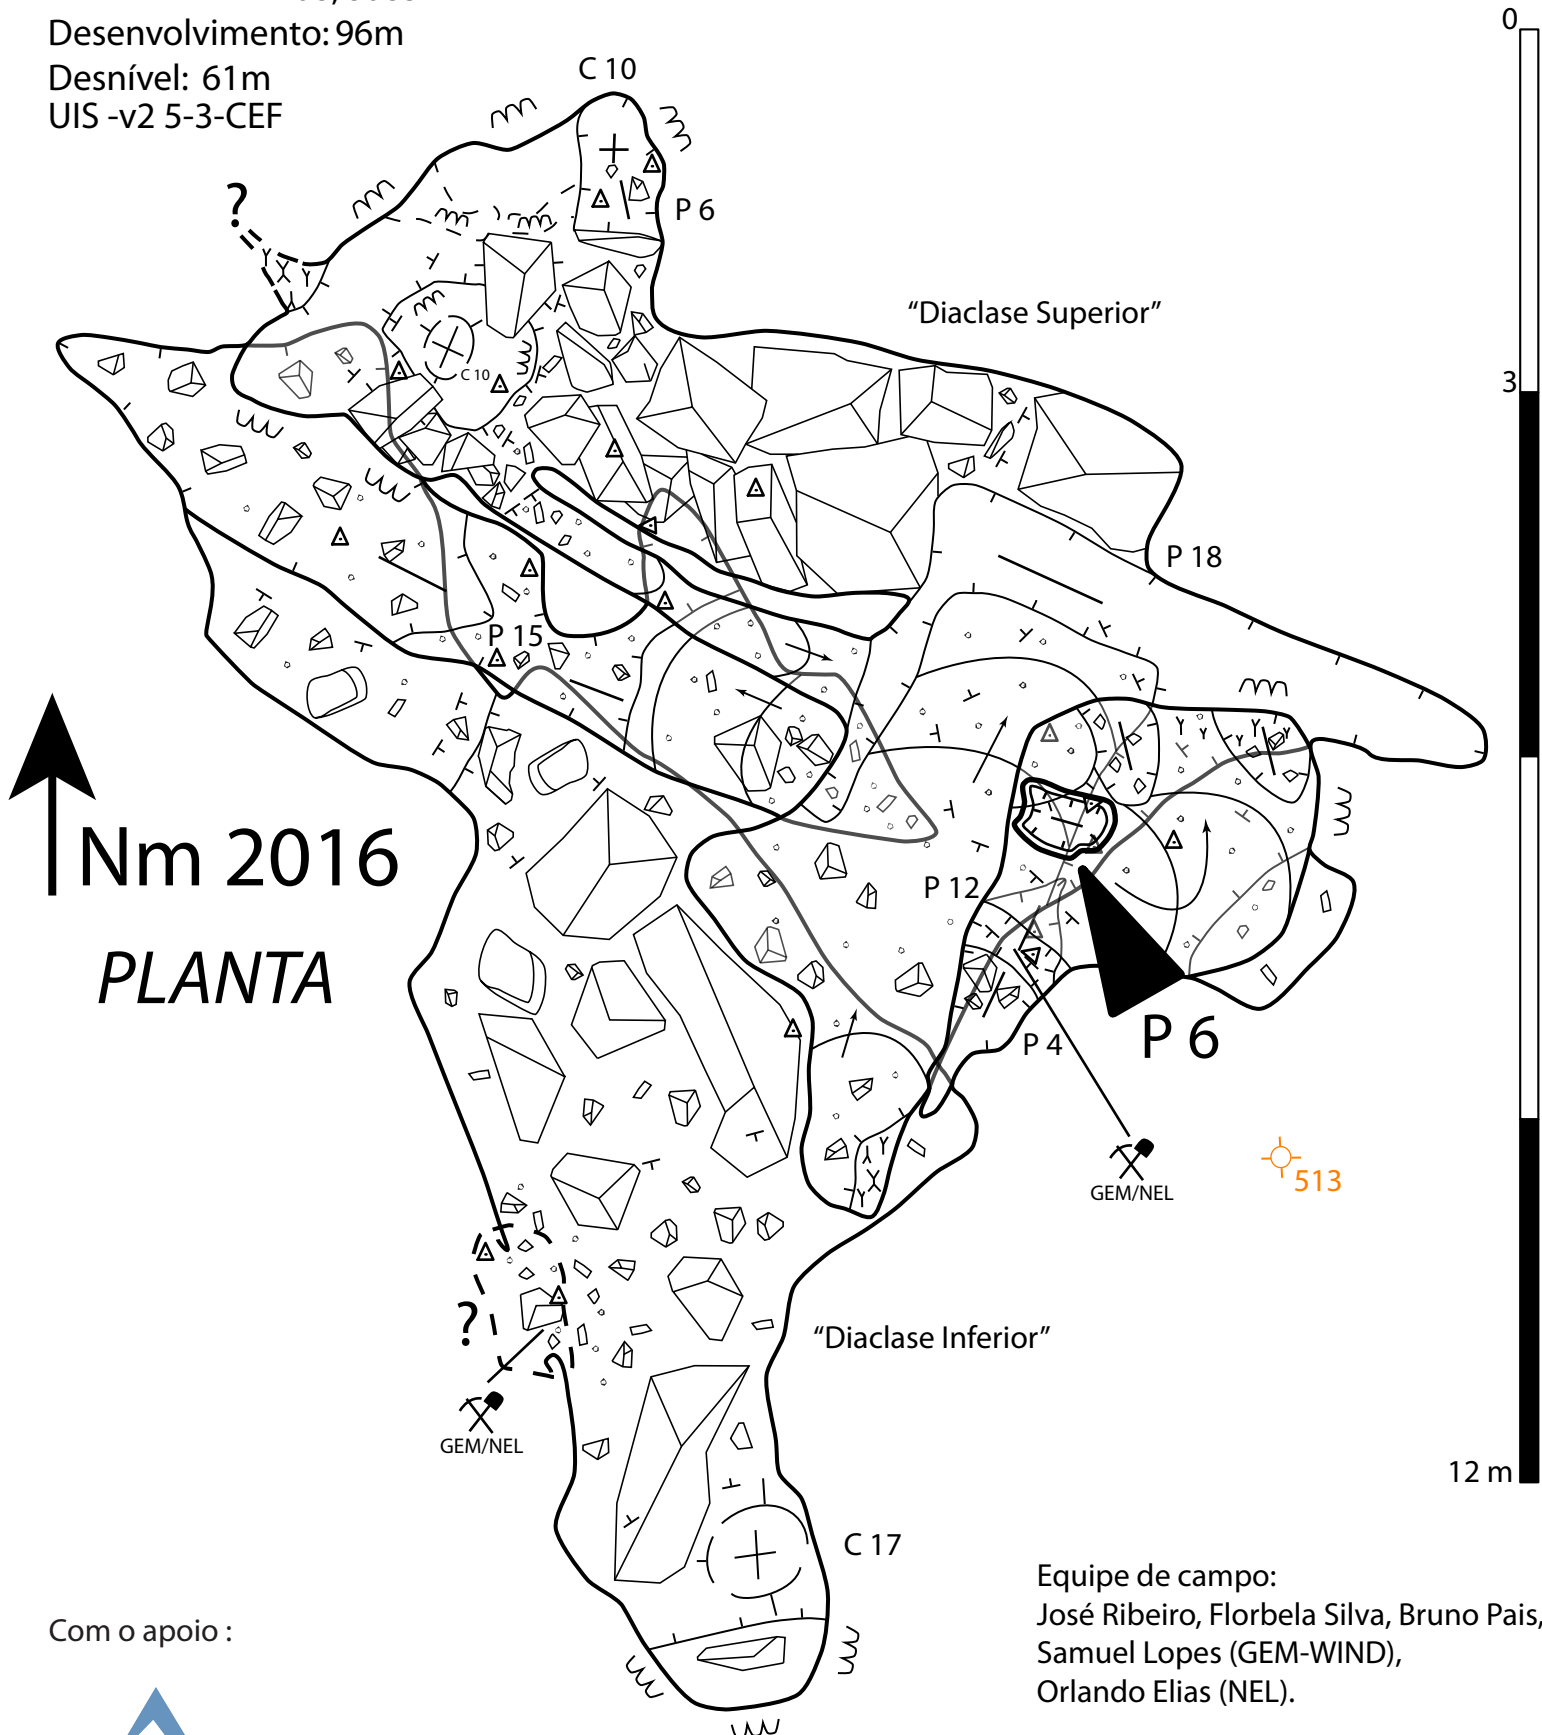 Desenvolvimento: 96m
Desnível: 61m
UIS -v2 5-3-CEF
C 10
0
?
P 6
"Diaclase Superior"
C 10
3
P 18
P 15
Nm 2016
P 12
PLANTA
P 6
P 4
GEM/NEL
513
?
"Diaclase Inferior"
GEM/NEL
12 m
C 17
Equipe de campo:
José Ribeiro, Florbela Silva, Bruno Pais,
Samuel Lopes (GEM-WIND),
Orlando Elias (NEL).
Com o apoio :